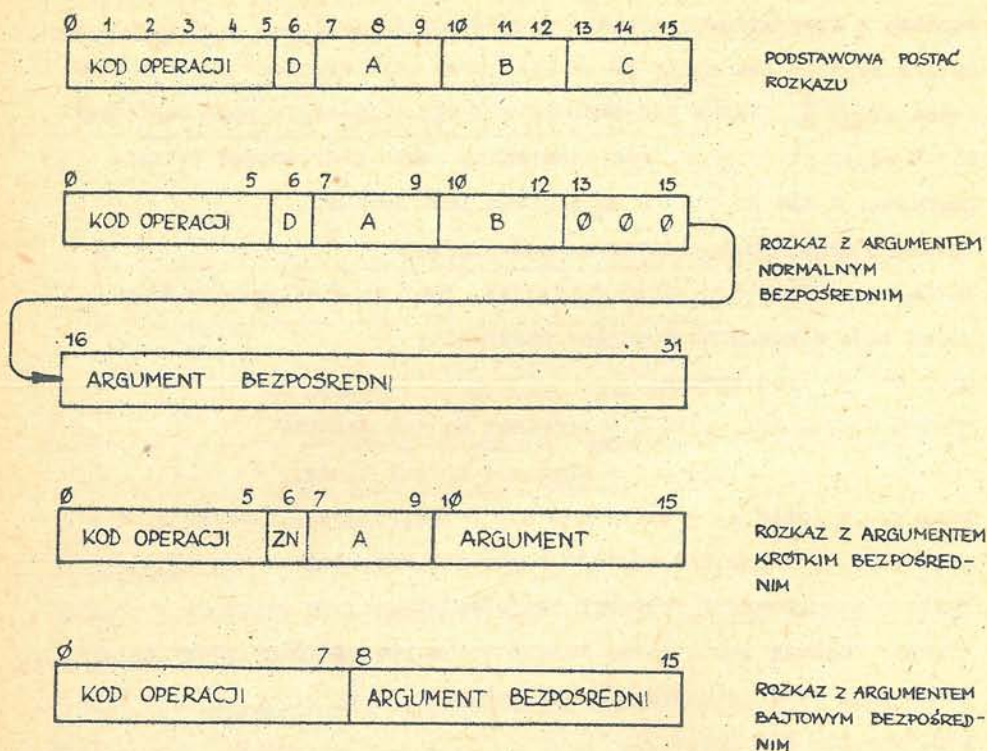 Ø 1 2 3 4 5 6 7 8 9 10 11 12 13 14 15
KOD OPERACJI D A B C
PODSTAWOWA POSTAĆ
ROZKAZU
Ø 5 6 7 9 10 12 13 15
KOD OPERACJI D A B Ø Ø Ø
ROZKAZ Z ARGUMENTEM
NORMALNYM
BEZPOŚREDNIM
16 31
ARGUMENT BEZPOŚREDNI
Ø 5 6 7 9 1Ø 15
KOD OPERACJI ZN A ARGUMENT
ROZKAZ Z ARGUMENTEM
KRÓTKIM BEZPOŚRED-
NIM
Ø 7 8 15
KOD OPERACJI ARGUMENT BEZPOŚREDNI
ROZKAZ Z ARGUMENTEM
BAJTOWYM BEZPOŚRED-
NIM